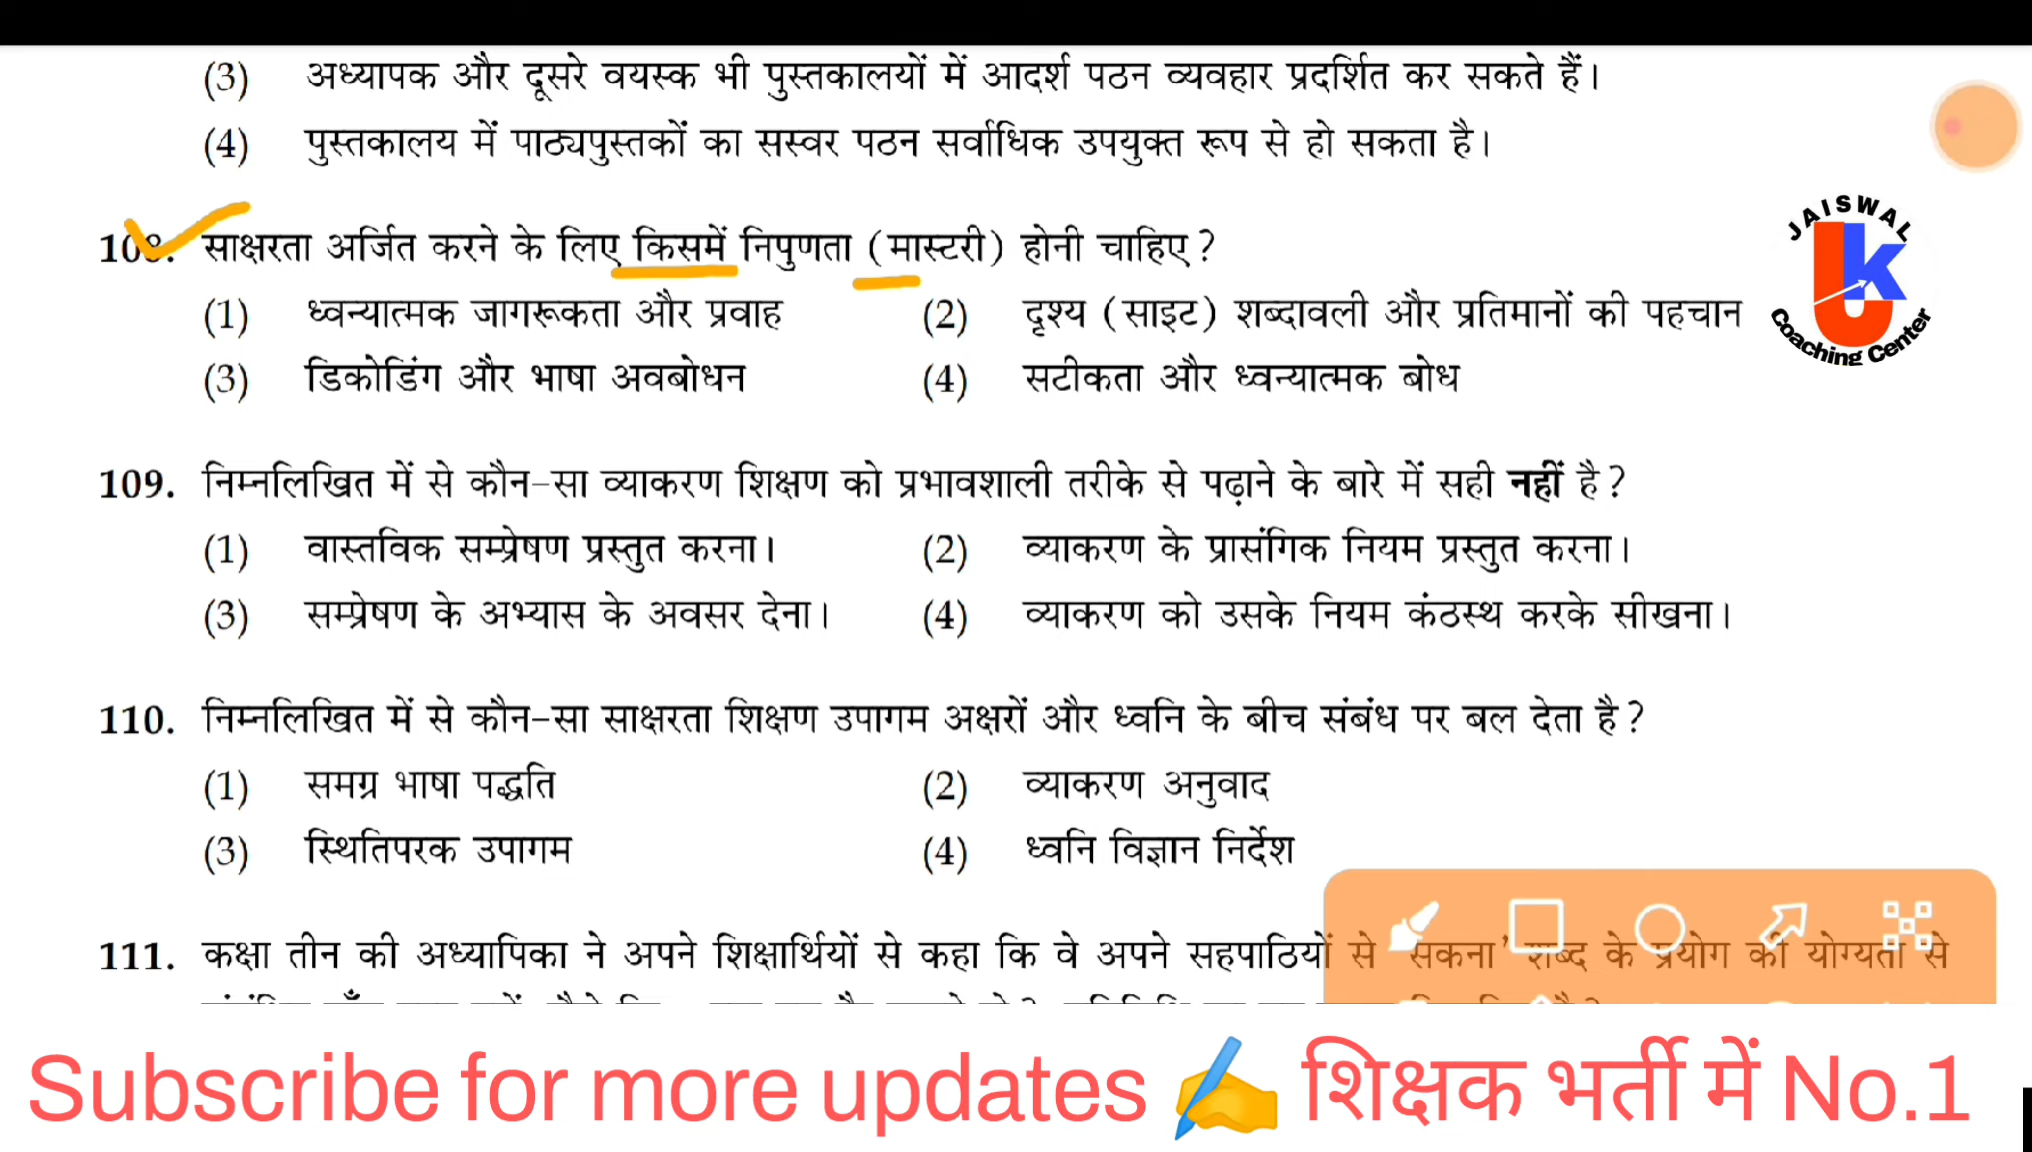 (3) अध्यापक और दूसरे वयस्क भी पुस्तकालयों में आदर्श पठन व्यवहार प्रदर्शित कर सकते हैं।
(4) पुस्तकालय में पाठ्यपुस्तकों का सस्वर पठन सर्वाधिक उपयुक्त रूप से हो सकता है।
JAISWAL
UK
Coaching Center
108. साक्षरता अर्जित करने के लिए किसमें निपुणता (मास्टरी) होनी चाहिए?
(1) ध्वन्यात्मक जागरूकता और प्रवाह (2) दृश्य (साइट) शब्दावली और प्रतिमानों की पहचान
(3) डिकोडिंग और भाषा अवबोधन (4) सटीकता और ध्वन्यात्मक बोध
109. निम्नलिखित में से कौन-सा व्याकरण शिक्षण को प्रभावशाली तरीके से पढ़ाने के बारे में सही नहीं है?
(1) वास्तविक सम्प्रेषण प्रस्तुत करना। (2) व्याकरण के प्रासंगिक नियम प्रस्तुत करना।
(3) सम्प्रेषण के अभ्यास के अवसर देना। (4) व्याकरण को उसके नियम कंठस्थ करके सीखना।
110. निम्नलिखित में से कौन-सा साक्षरता शिक्षण उपागम अक्षरों और ध्वनि के बीच संबंध पर बल देता है?
(1) समग्र भाषा पद्धति (2) व्याकरण अनुवाद
(3) स्थितिपरक उपागम (4) ध्वनि विज्ञान निर्देश
111. कक्षा तीन की अध्यापिका ने अपने शिक्षार्थियों से कहा कि वे अपने सहपाठियों से 'सकना' शब्द के प्रयोग की योग्यता से
Subscribe for more updates ✍️ शिक्षक भर्ती में No.1